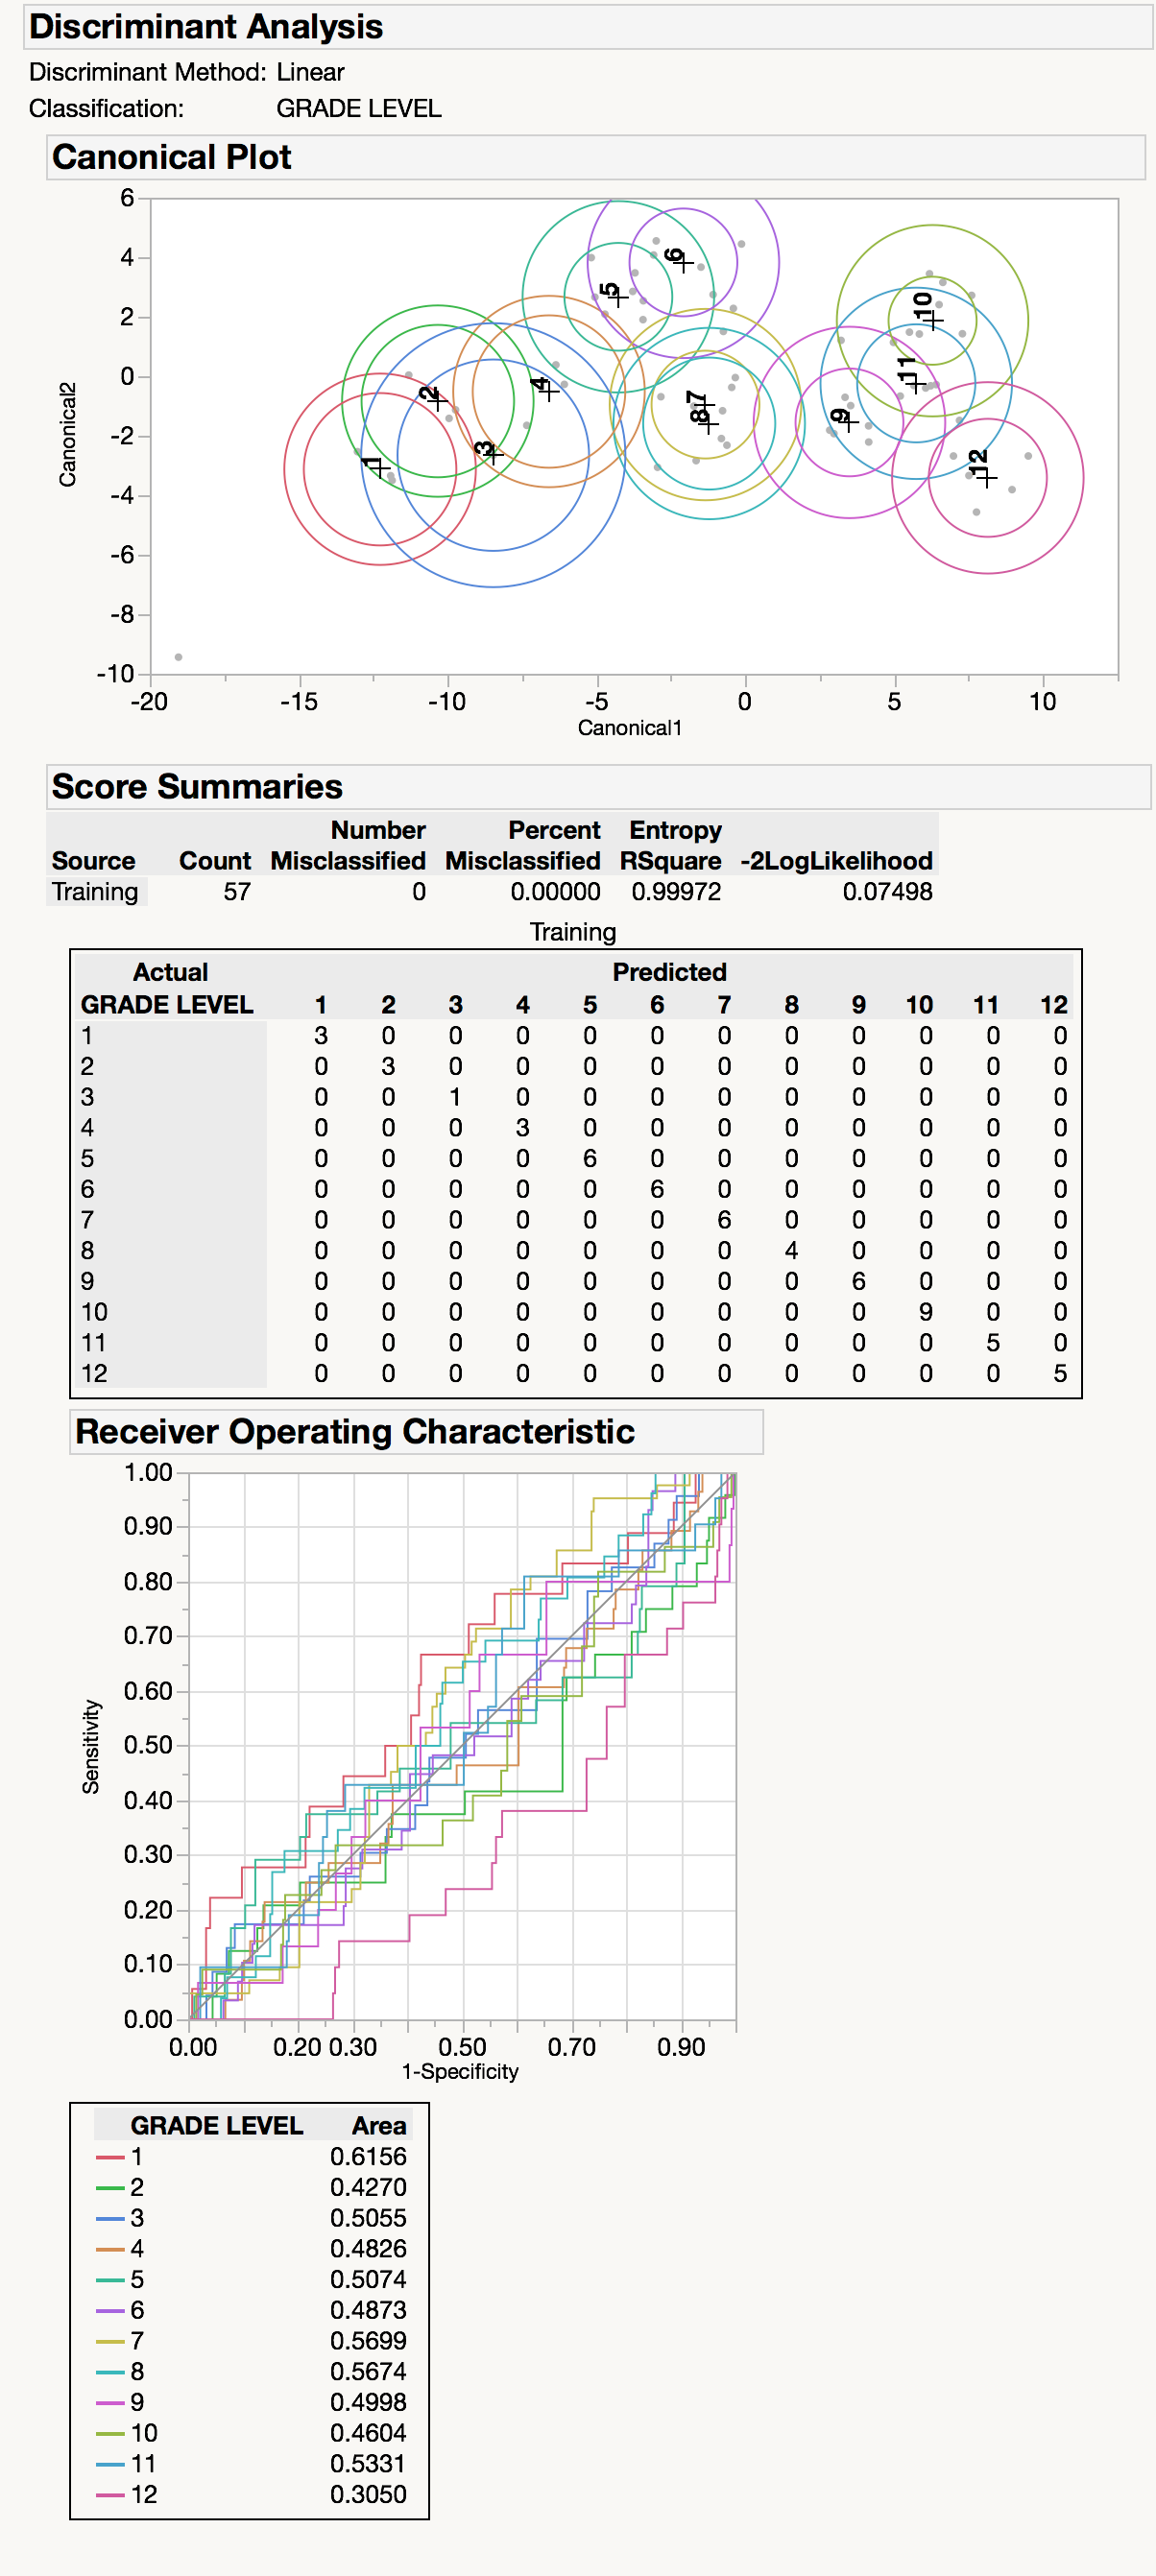 Discriminant Analysis
Discriminant Method: Linear
Classification: GRADE LEVEL
Canonical Plot
6
4
2
0
-2
-4
-6
-8
-10
Canonical2
1
2
3
4
5
6
7
8
9
10
11
12
-20 -15 -10 -5 0 5 10
Canonical1
Score Summaries
Number Percent Entropy
Source Count Misclassified Misclassified RSquare -2LogLikelihood
Training 57 0 0.00000 0.99972 0.07498
Training
Actual Predicted
GRADE LEVEL 1 2 3 4 5 6 7 8 9 10 11 12
1 3 0 0 0 0 0 0 0 0 0 0 0
2 0 3 0 0 0 0 0 0 0 0 0 0
3 0 0 1 0 0 0 0 0 0 0 0 0
4 0 0 0 3 0 0 0 0 0 0 0 0
5 0 0 0 0 6 0 0 0 0 0 0 0
6 0 0 0 0 0 6 0 0 0 0 0 0
7 0 0 0 0 0 0 6 0 0 0 0 0
8 0 0 0 0 0 0 0 4 0 0 0 0
9 0 0 0 0 0 0 0 0 6 0 0 0
10 0 0 0 0 0 0 0 0 0 9 0 0
11 0 0 0 0 0 0 0 0 0 0 5 0
12 0 0 0 0 0 0 0 0 0 0 0 5
Receiver Operating Characteristic
1.00
0.90
0.80
0.70
0.60
0.50
0.40
0.30
0.20
0.10
0.00
Sensitivity
0.00 0.20 0.30 0.50 0.70 0.90
1-Specificity
GRADE LEVEL Area
1 0.6156
2 0.4270
3 0.5055
4 0.4826
5 0.5074
6 0.4873
7 0.5699
8 0.5674
9 0.4998
10 0.4604
11 0.5331
12 0.3050